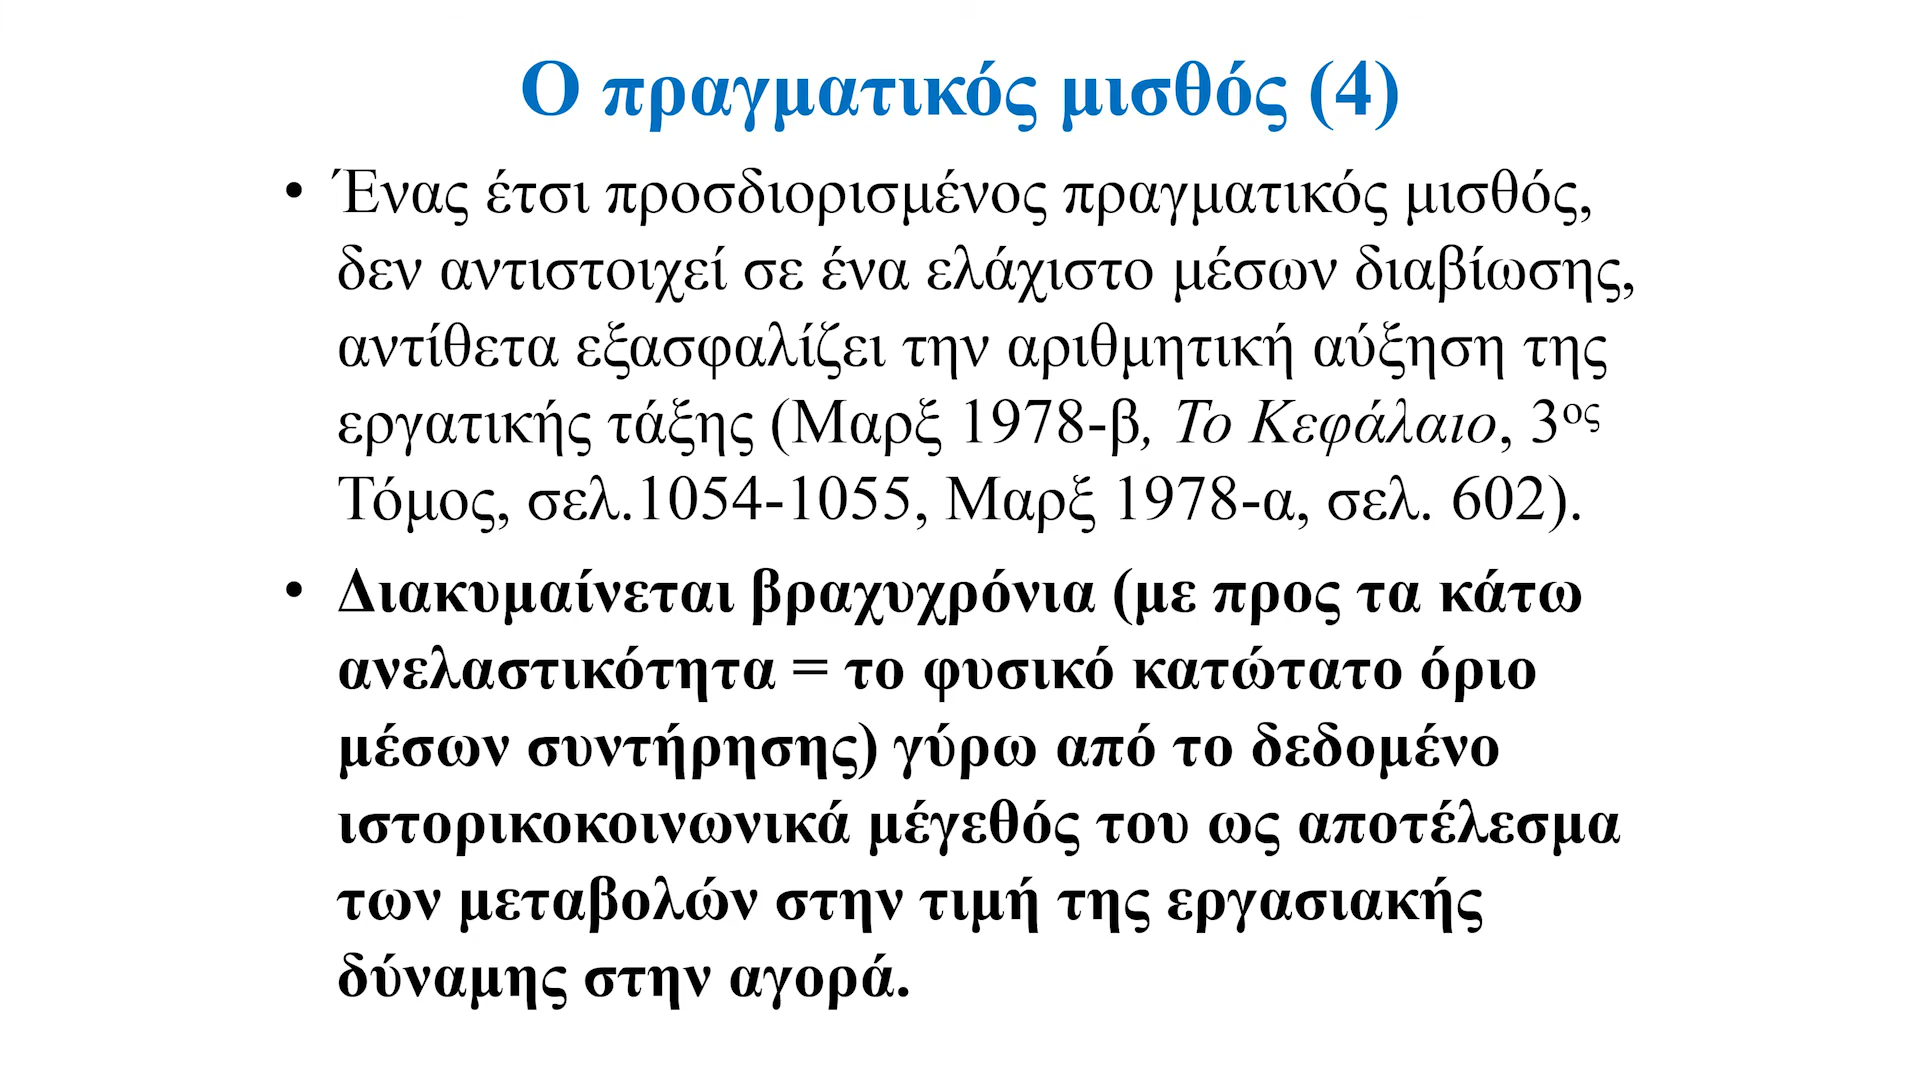 Ο πραγματικός μισθός (4)
• Ένας έτσι προσδιορισμένος πραγματικός μισθός,
δεν αντιστοιχεί σε ένα ελάχιστο μέσων διαβίωσης,
αντίθετα εξασφαλίζει την αριθμητική αύξηση της
εργατικής τάξης (Μαρξ 1978-β, Το Κεφάλαιο, 3ος
Τόμος, σελ.1054-1055, Μαρξ 1978-α, σελ. 602).
• Διακυμαίνεται βραχυχρόνια (με προς τα κάτω
ανελαστικότητα = το φυσικό κατώτατο όριο
μέσων συντήρησης) γύρω από το δεδομένο
ιστορικοκοινωνικά μέγεθός του ως αποτέλεσμα
των μεταβολών στην τιμή της εργασιακής
δύναμης στην αγορά.